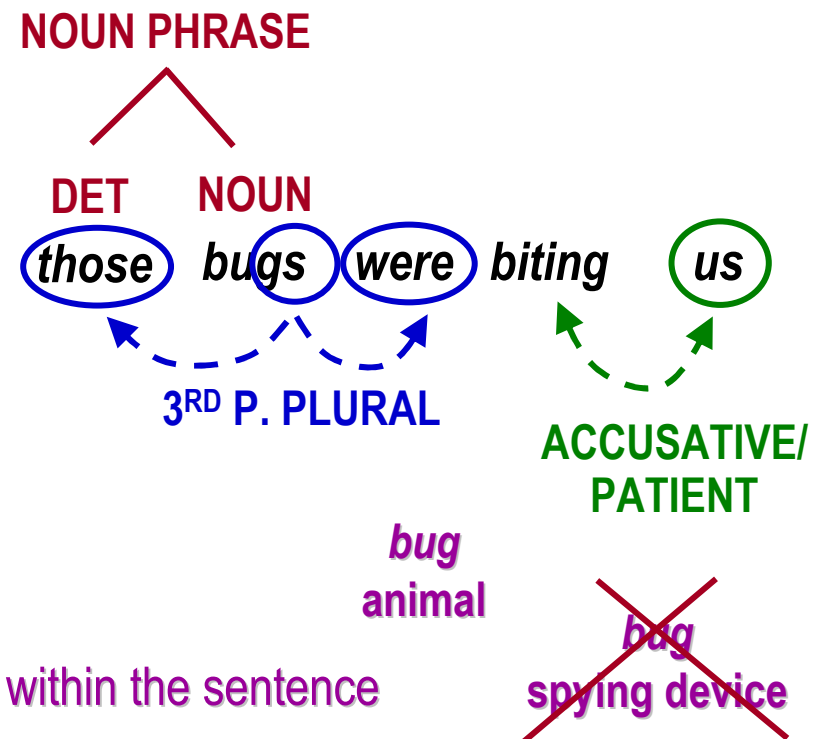 NOUN PHRASE
DET NOUN
those bugs were biting us
3RD P. PLURAL
ACCUSATIVE/
PATIENT
bug
animal
bug
within the sentence spying device